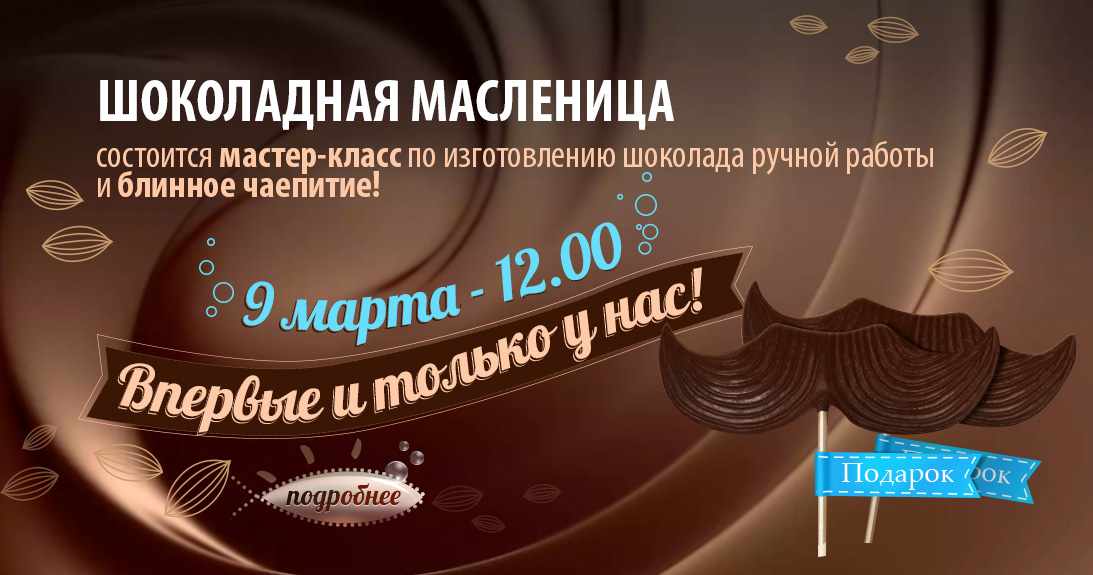 ШОКОЛАДНАЯ МАСЛЕНИЦА
состоится мастер-класс по изготовлению шоколада ручной работы
и блинное чаепитие!
9 марта - 12.00
Впервые и только у нас!
подробнее
Подарок
ок